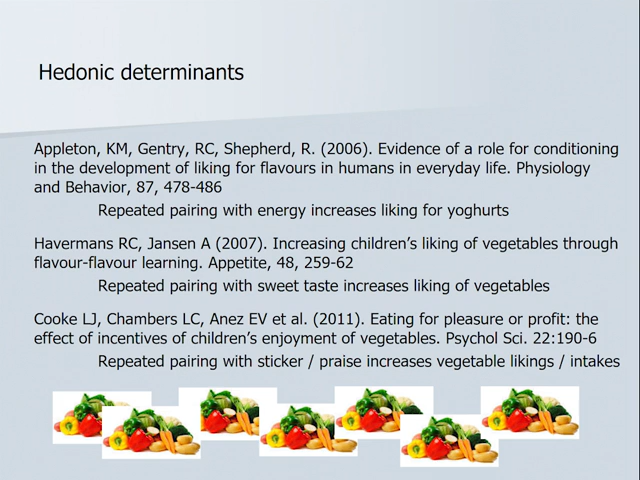 Hedonic determinants
Appleton, KM, Gentry, RC, Shepherd, R. (2006). Evidence of a role for conditioning
in the development of liking for flavours in humans in everyday life. Physiology
and Behavior, 87, 478-486
Repeated pairing with energy increases liking for yoghurts
Havermans RC, Jansen A (2007). Increasing children's liking of vegetables through
flavour-flavour learning. Appetite, 48, 259-62
Repeated pairing with sweet taste increases liking of vegetables
Cooke LJ, Chambers LC, Anez EV et al. (2011). Eating for pleasure or profit: the
effect of incentives of children's enjoyment of vegetables. Psychol Sci. 22:190-6
Repeated pairing with sticker / praise increases vegetable likings / intakes